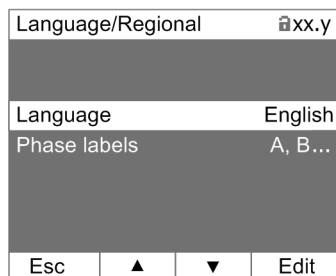 Language/Regional xx.y
Language English
Phase labels A, B...
Esc ▲ ▼ Edit